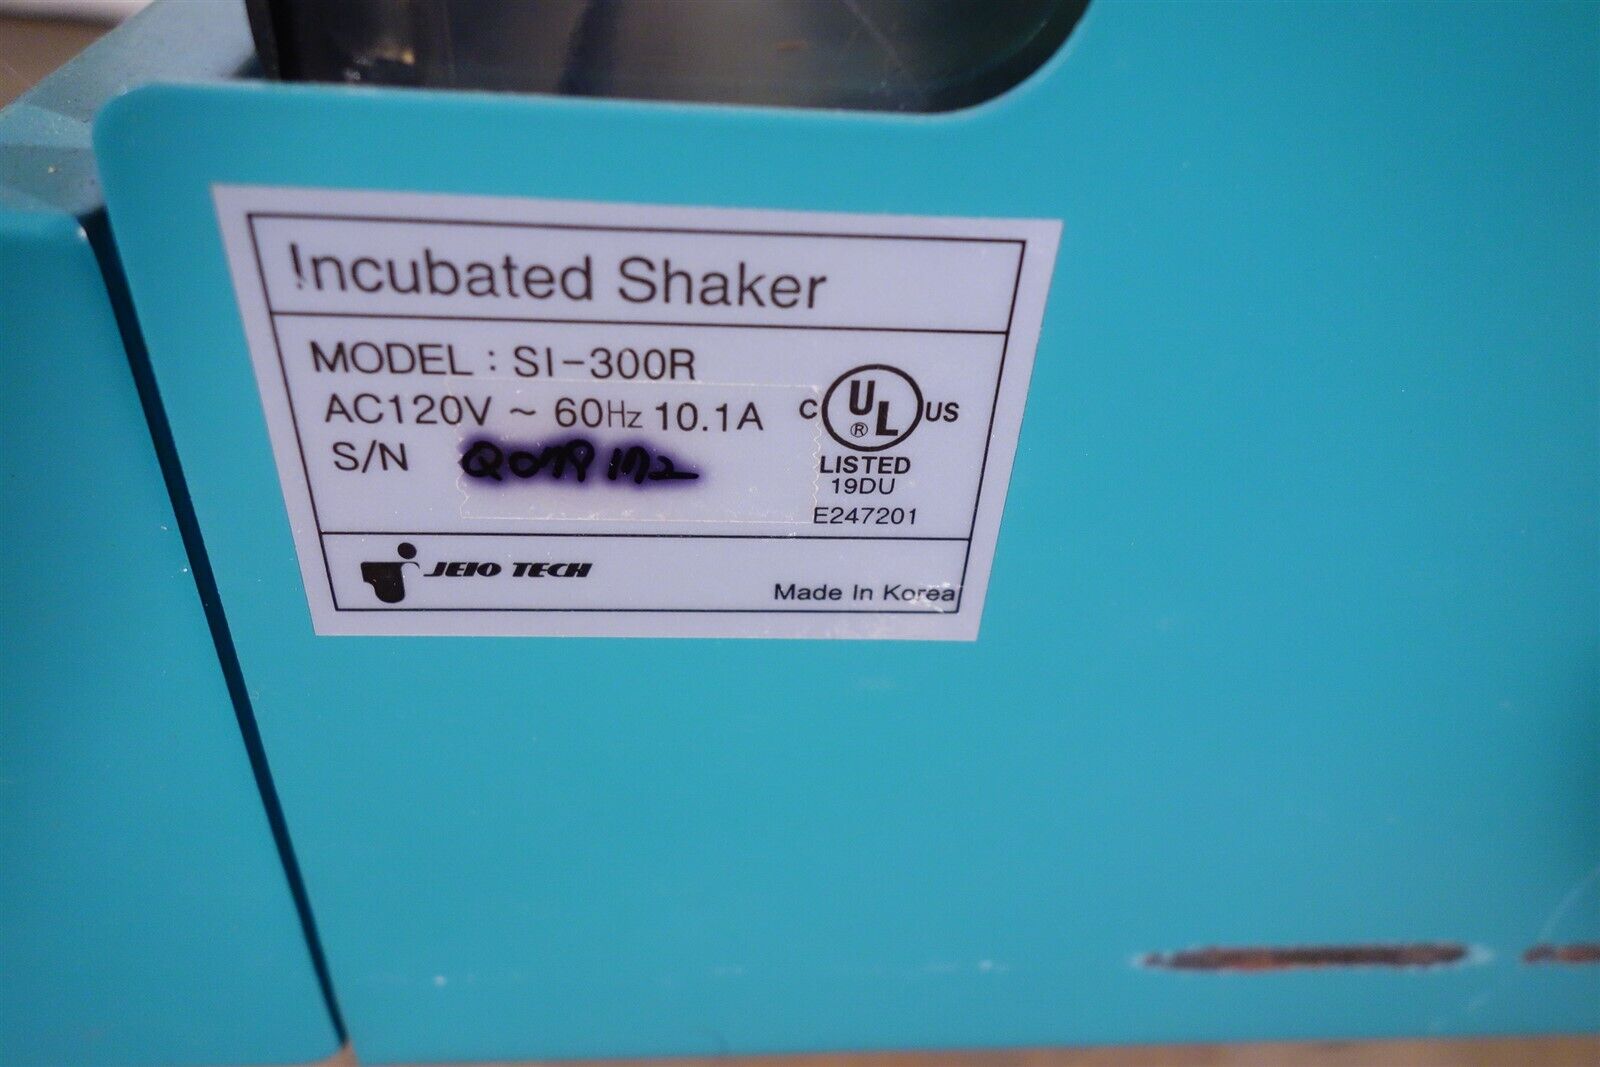 Incubated Shaker
MODEL : SI-300R
AC120V ~ 60Hz 10.1A
S/N
C UL ® US
LISTED
19DU
E247201
JEIO TECH
Made In Korea